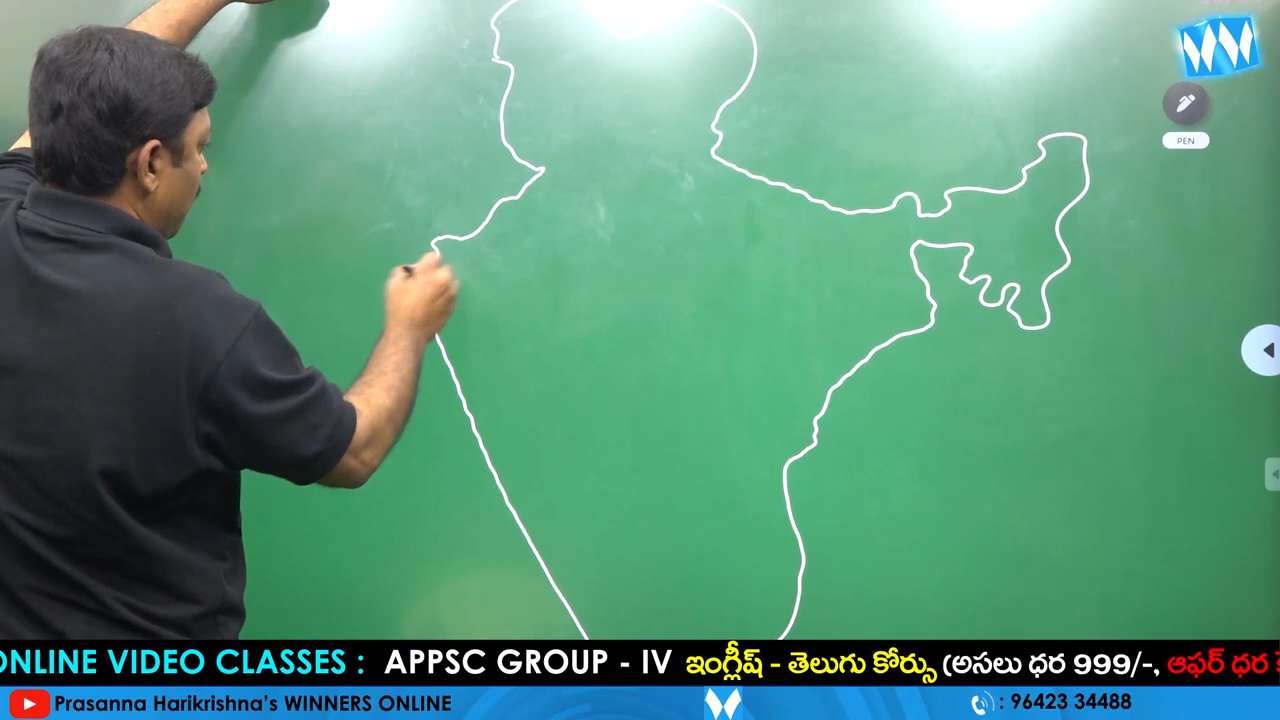 PEN
ONLINE VIDEO CLASSES : APPSC GROUP - IV ఇంగ్లీష్ - తెలుగు కోర్సు (అసలు ధర 999/-, ఆఫర్ ధర
Prasanna Harikrishna's WINNERS ONLINE
: 96423 34488